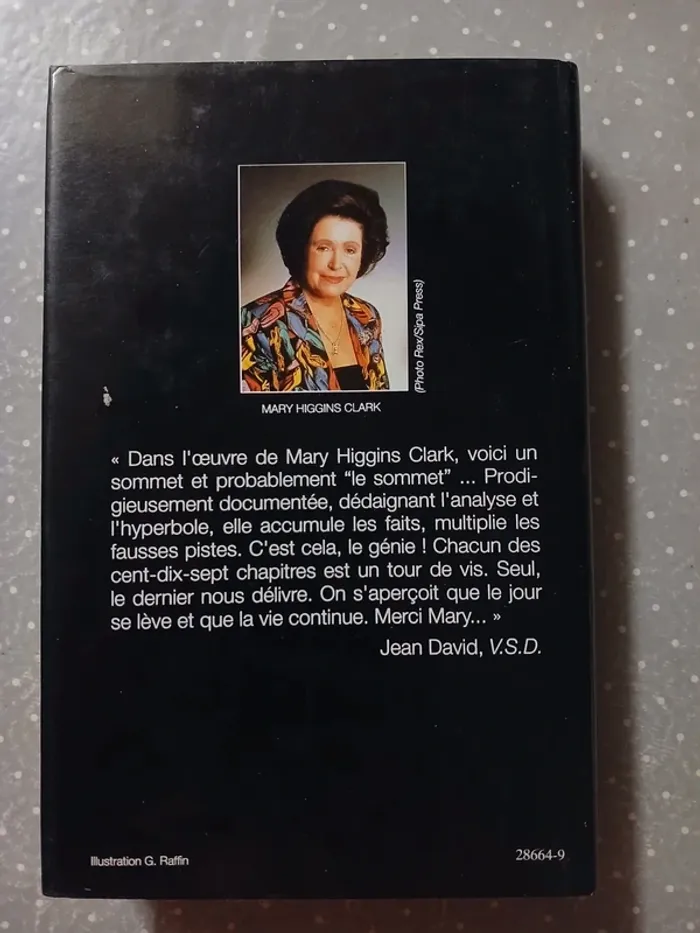 (Photo Rex/Sipa Press)
MARY HIGGINS CLARK
« Dans l'œuvre de Mary Higgins Clark, voici un
sommet et probablement “le sommet” ... Prodi-
gieusement documentée, dédaignant l'analyse et
l'hyperbole, elle accumule les faits, multiplie les
fausses pistes. C'est cela, le génie ! Chacun des
cent-dix-sept chapitres est un tour de vis. Seul,
le dernier nous délivre. On s'aperçoit que le jour
se lève et que la vie continue. Merci Mary... »
Jean David, V.S.D.
Illustration G. Raffin
28664-9